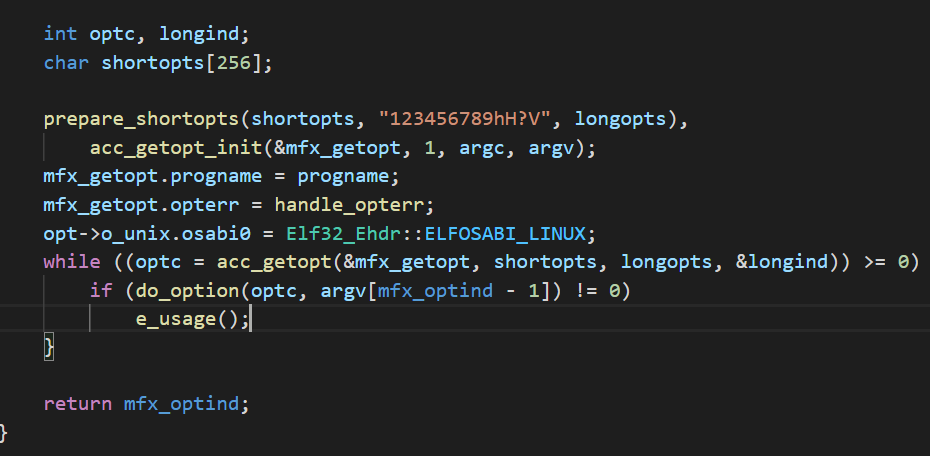 int optc, longind;
char shortopts[256];
prepare_shortopts(shortopts, "123456789hH?V", longopts),
acc_getopt_init(&mfx_getopt, 1, argc, argv);
mfx_getopt.progname = progname;
mfx_getopt.opterr = handle_opterr;
opt->o_unix.osabi0 = Elf32_Ehdr::ELFOSABI_LINUX;
while ((optc = acc_getopt(&mfx_getopt, shortopts, longopts, &longind)) >= 0)
if (do_option(optc, argv[mfx_optind - 1]) != 0)
e_usage();
}
return mfx_optind;
}